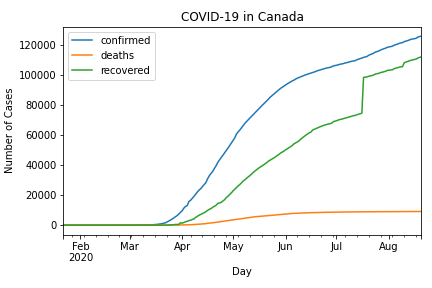 COVID-19 in Canada
confirmed
deaths
recovered
Number of Cases
120000
100000
80000
60000
40000
20000
0
Feb Mar Apr May Jun Jul Aug
2020
Day